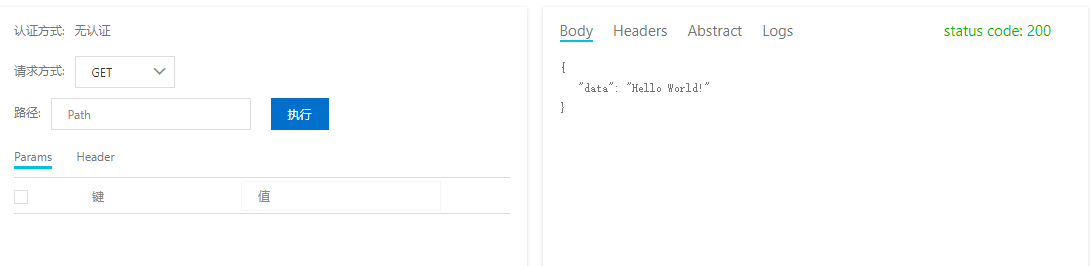 认证方式: 无认证
请求方式: GET
路径: Path 执行
Params Header
键 值
Body Headers Abstract Logs status code: 200
{
"data": "Hello World!"
}